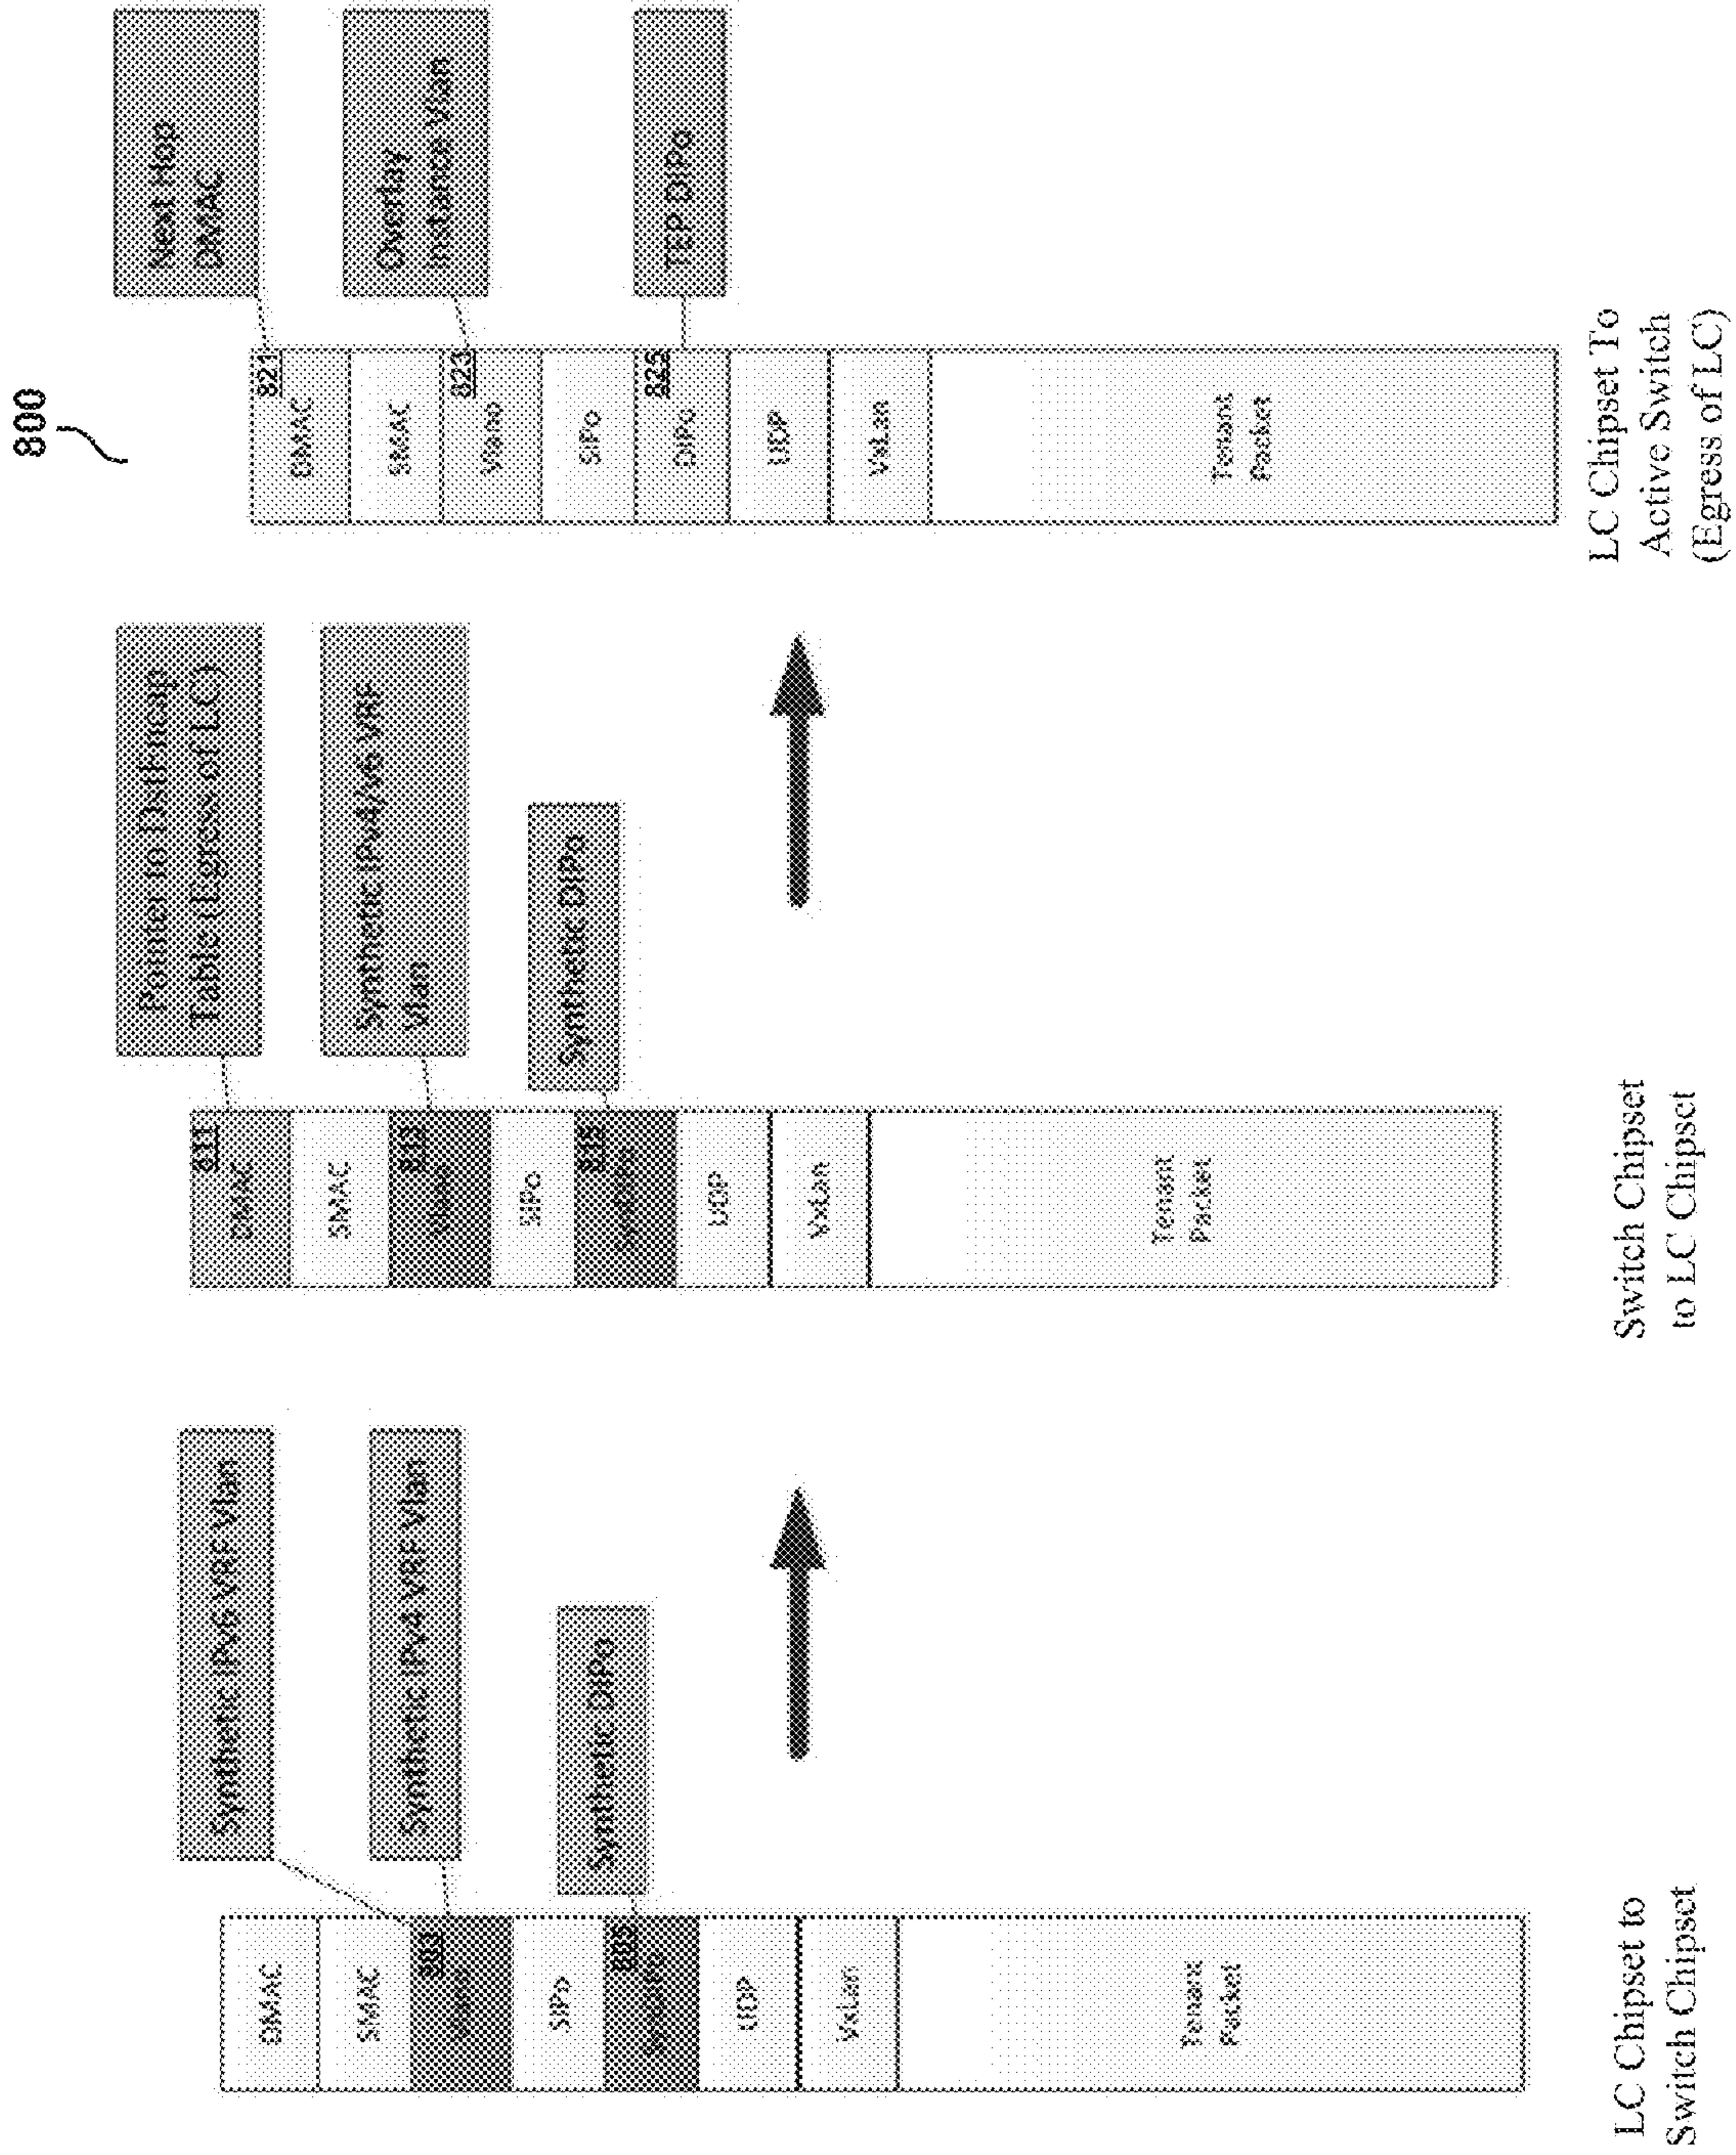 800
Synthetic IPv6 VRF Vlan
Synthetic IPv4 VRF Vlan
Synthetic DIPo
DMAC
SMAC
803
SIPo
805
UDP
VxLan
Tenant
Packet
LC Chipset to
Switch Chipset
Pointer to DstEncap
Table (Egress of LC)
Synthetic IPv4/v6 VRF
Vlan
Synthetic DIPo
811
DMAC
SMAC
813
SIPo
815
UDP
VxLan
Tenant
Packet
Switch Chipset
to LC Chipset
Next Hop
DMAC
Overlay
Instance Vlan
TEP DIPo
821
DMAC
SMAC
823
Vlano
SIPo
825
DIPo
UDP
VxLan
Tenant
Packet
LC Chipset To
Active Switch
(Egress of LC)